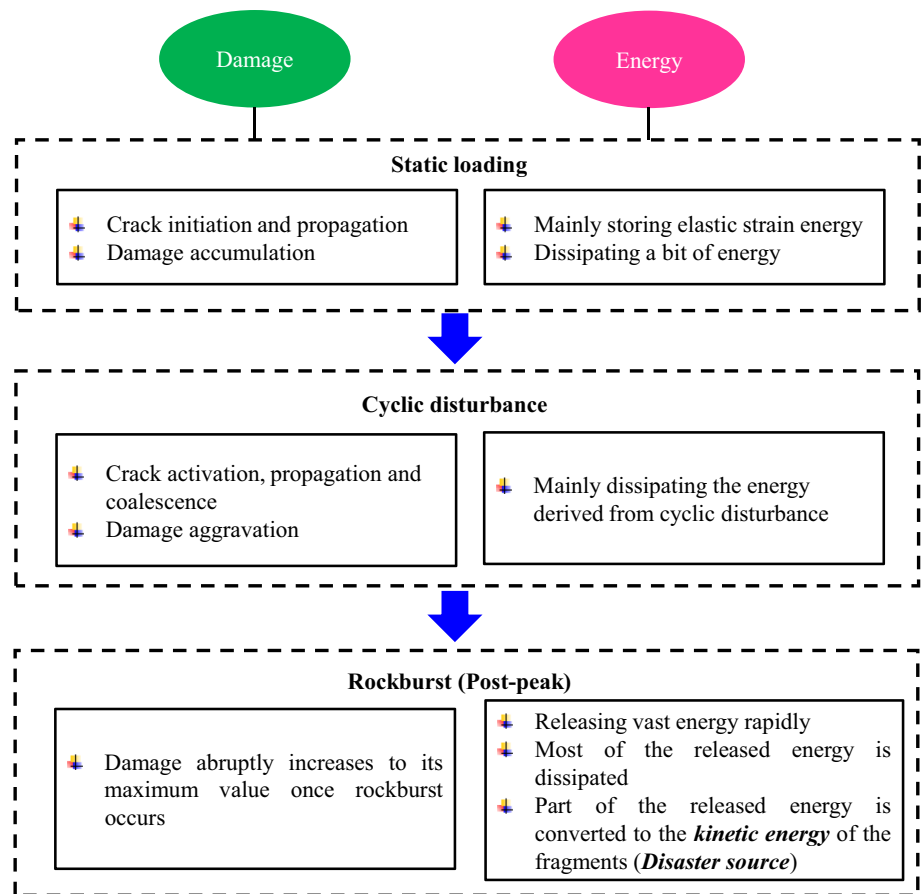 Damage
Energy
Static loading
Crack initiation and propagation
Damage accumulation
Mainly storing elastic strain energy
Dissipating a bit of energy
Cyclic disturbance
Crack activation, propagation and
coalescence
Damage aggravation
Mainly dissipating the energy
derived from cyclic disturbance
Rockburst (Post-peak)
Damage abruptly increases to its
maximum value once rockburst
occurs
Releasing vast energy rapidly
Most of the released energy is
dissipated
Part of the released energy is
converted to the kinetic energy of the
fragments (Disaster source)